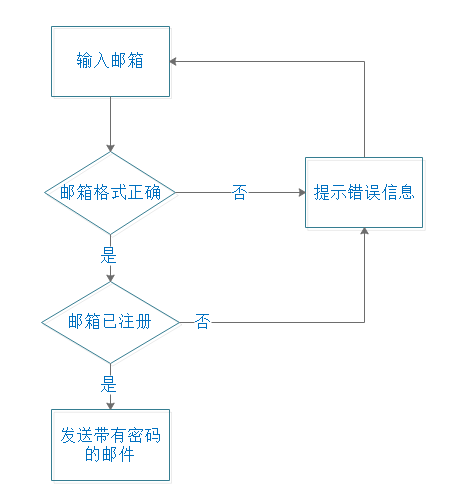 输入邮箱
邮箱格式正确
否
提示错误信息
是
邮箱已注册
否
是
发送带有密码
的邮件